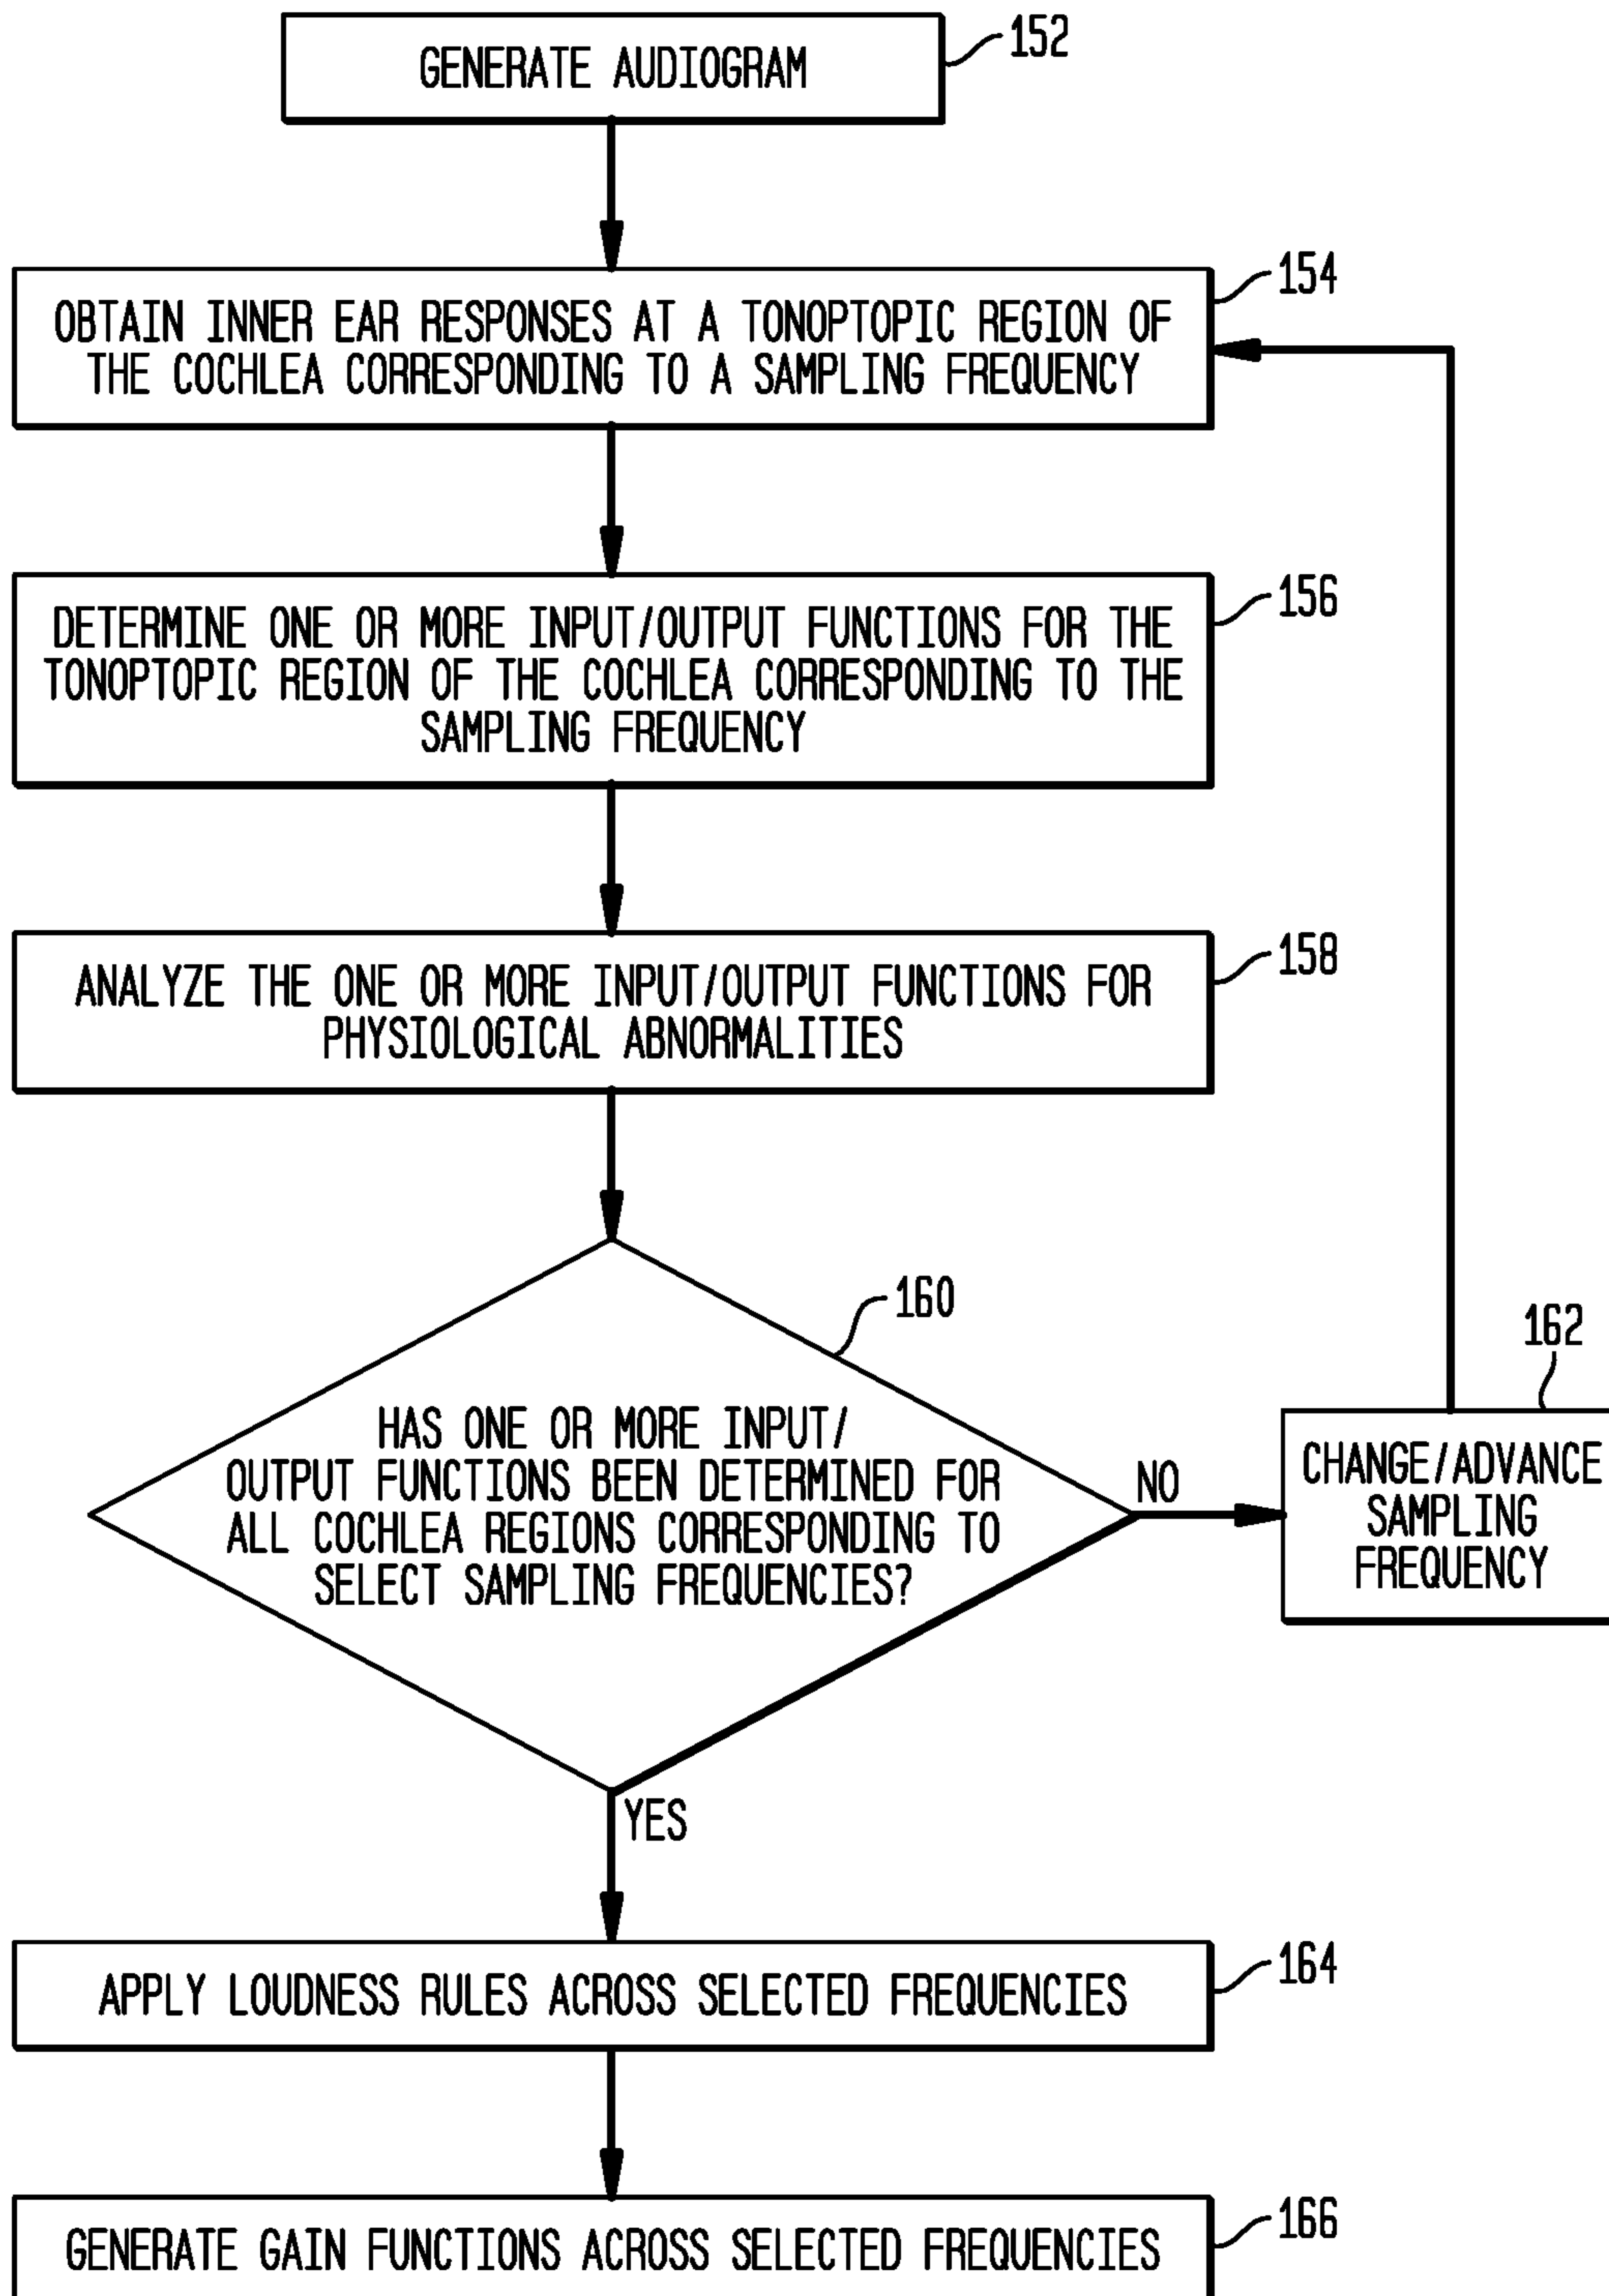 GENERATE AUDIOGRAM
152
OBTAIN INNER EAR RESPONSES AT A TONOPTOPIC REGION OF
THE COCHLEA CORRESPONDING TO A SAMPLING FREQUENCY
154
DETERMINE ONE OR MORE INPUT/OUTPUT FUNCTIONS FOR THE
TONOPTOPIC REGION OF THE COCHLEA CORRESPONDING TO THE
SAMPLING FREQUENCY
156
ANALYZE THE ONE OR MORE INPUT/OUTPUT FUNCTIONS FOR
PHYSIOLOGICAL ABNORMALITIES
158
HAS ONE OR MORE INPUT/
OUTPUT FUNCTIONS BEEN DETERMINED FOR
ALL COCHLEA REGIONS CORRESPONDING TO
SELECT SAMPLING FREQUENCIES?
160
NO
162
CHANGE/ADVANCE
SAMPLING
FREQUENCY
YES
APPLY LOUDNESS RULES ACROSS SELECTED FREQUENCIES
164
GENERATE GAIN FUNCTIONS ACROSS SELECTED FREQUENCIES
166